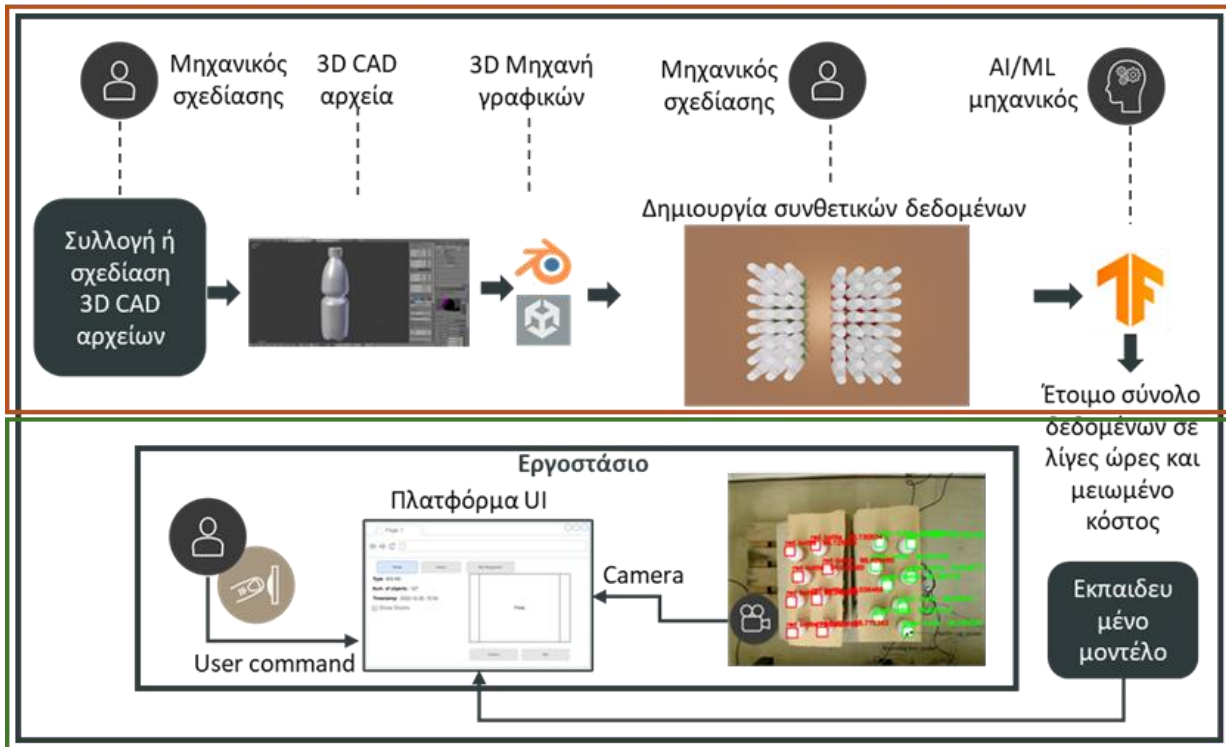 Μηχανικός
σχεδίασης
3D CAD
αρχεία
3D Μηχανή
γραφικών
Μηχανικός
σχεδίασης
AI/ML
μηχανικός
Συλλογή ή
σχεδίαση
3D CAD
αρχείων
Δημιουργία συνθετικών δεδομένων
Έτοιμο σύνολο
δεδομένων σε
λίγες ώρες και
μειωμένο
κόστος
Εργοστάσιο
Πλατφόρμα UI
Page 1
Camera
User command
Εκπαιδευ
μένο
μοντέλο